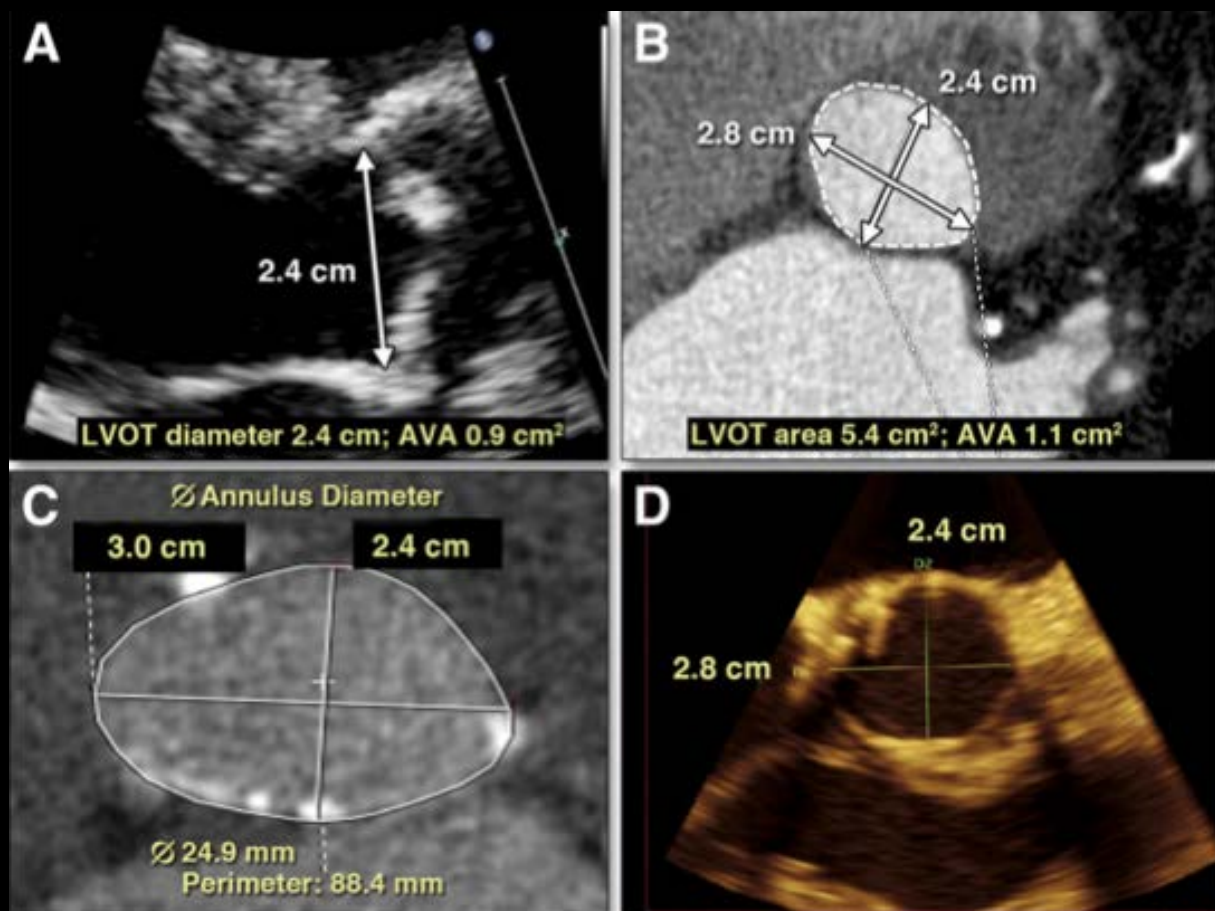 A
2.4 cm
LVOT diameter 2.4 cm; AVA 0.9 cm²
B
2.4 cm
2.8 cm
LVOT area 5.4 cm²; AVA 1.1 cm²
C
∅ Annulus Diameter
3.0 cm
2.4 cm
∅ 24.9 mm
Perimeter: 88.4 mm
D
2.4 cm
2.8 cm